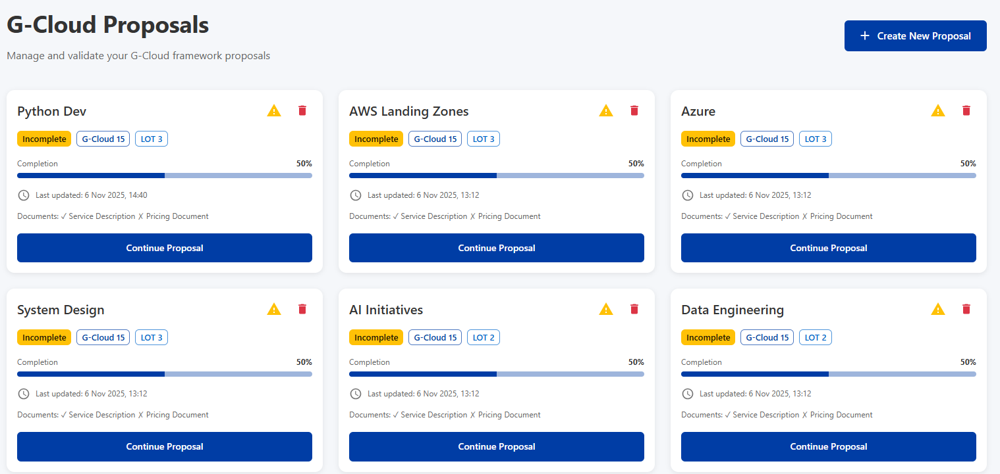 G-Cloud Proposals
Manage and validate your G-Cloud framework proposals
+ Create New Proposal
Python Dev
Incomplete G-Cloud 15 LOT 3
Completion 50%
Last updated: 6 Nov 2025, 14:40
Documents: ✓ Service Description ✗ Pricing Document
Continue Proposal
AWS Landing Zones
Incomplete G-Cloud 15 LOT 3
Completion 50%
Last updated: 6 Nov 2025, 13:12
Documents: ✓ Service Description ✗ Pricing Document
Continue Proposal
Azure
Incomplete G-Cloud 15 LOT 3
Completion 50%
Last updated: 6 Nov 2025, 13:12
Documents: ✓ Service Description ✗ Pricing Document
Continue Proposal
System Design
Incomplete G-Cloud 15 LOT 3
Completion 50%
Last updated: 6 Nov 2025, 13:12
Documents: ✓ Service Description ✗ Pricing Document
Continue Proposal
AI Initiatives
Incomplete G-Cloud 15 LOT 2
Completion 50%
Last updated: 6 Nov 2025, 13:12
Documents: ✓ Service Description ✗ Pricing Document
Continue Proposal
Data Engineering
Incomplete G-Cloud 15 LOT 2
Completion 50%
Last updated: 6 Nov 2025, 13:12
Documents: ✓ Service Description ✗ Pricing Document
Continue Proposal